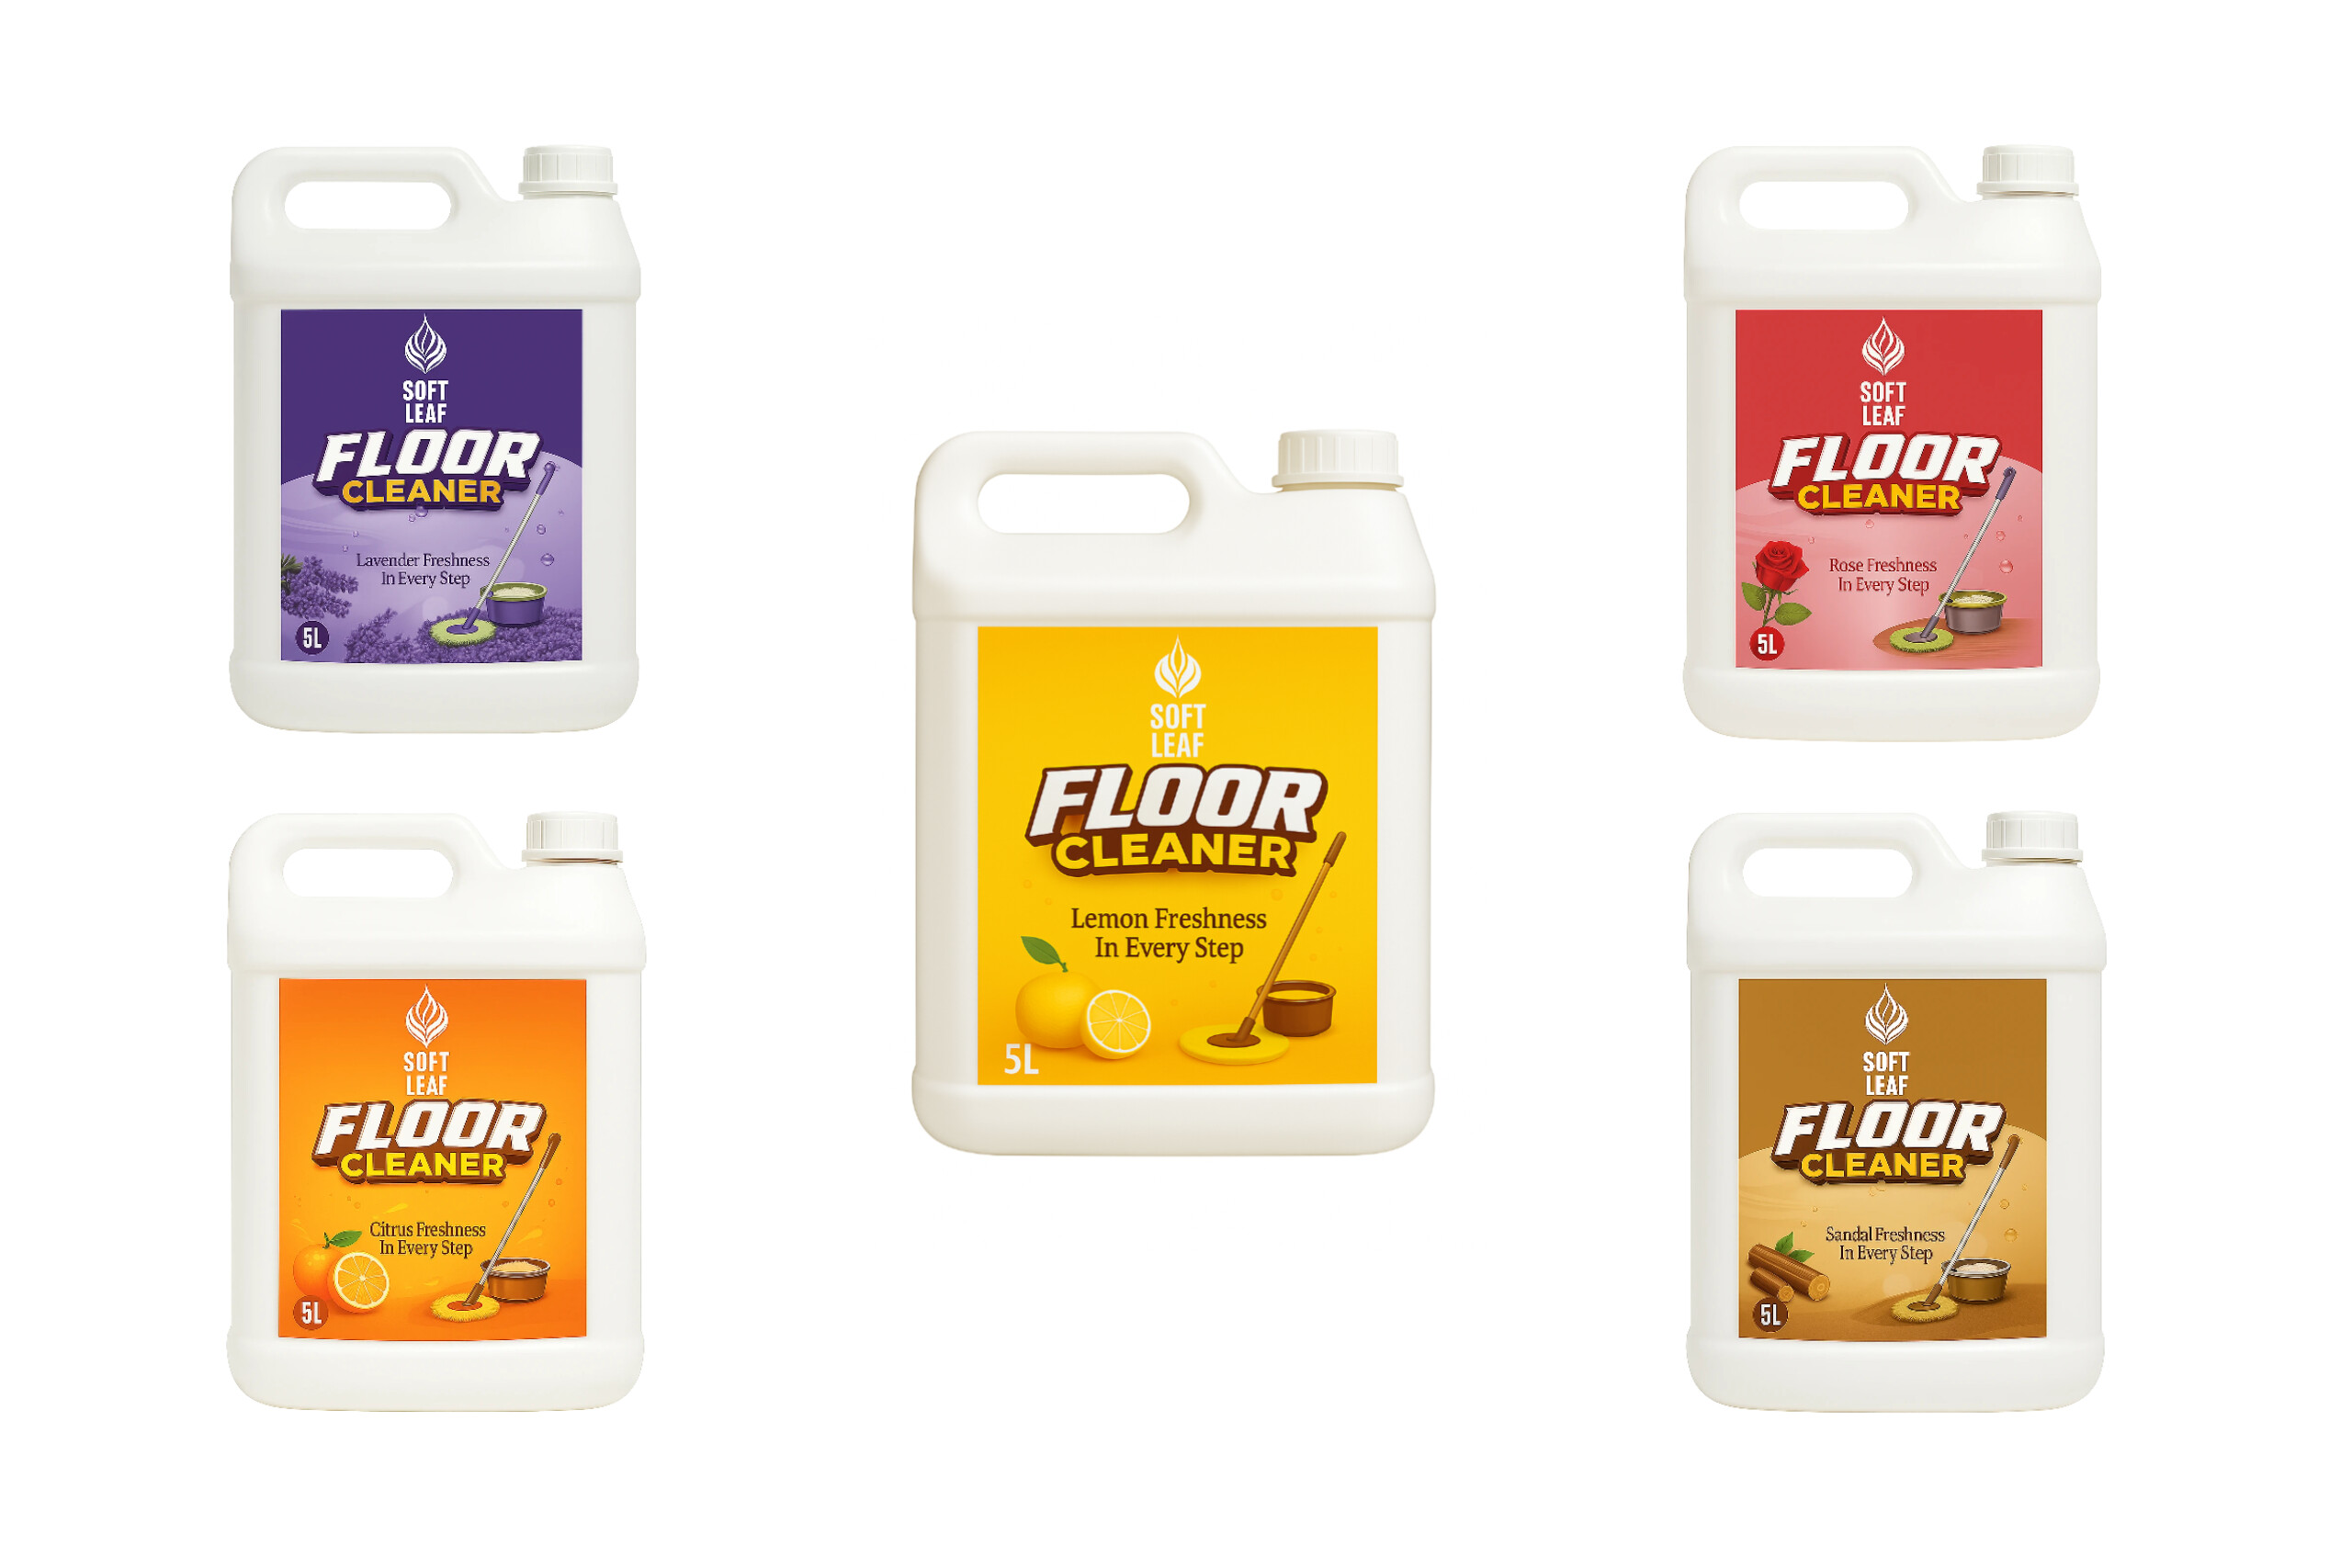 SOFT
LEAF
FLOOR
CLEANER
Lavender Freshness
In Every Step
5L
SOFT
LEAF
FLOOR
CLEANER
Citrus Freshness
In Every Step
5L
SOFT
LEAF
FLOOR
CLEANER
Lemon Freshness
In Every Step
5L
SOFT
LEAF
FLOOR
CLEANER
Rose Freshness
In Every Step
5L
SOFT
LEAF
FLOOR
CLEANER
Sandal Freshness
In Every Step
5L